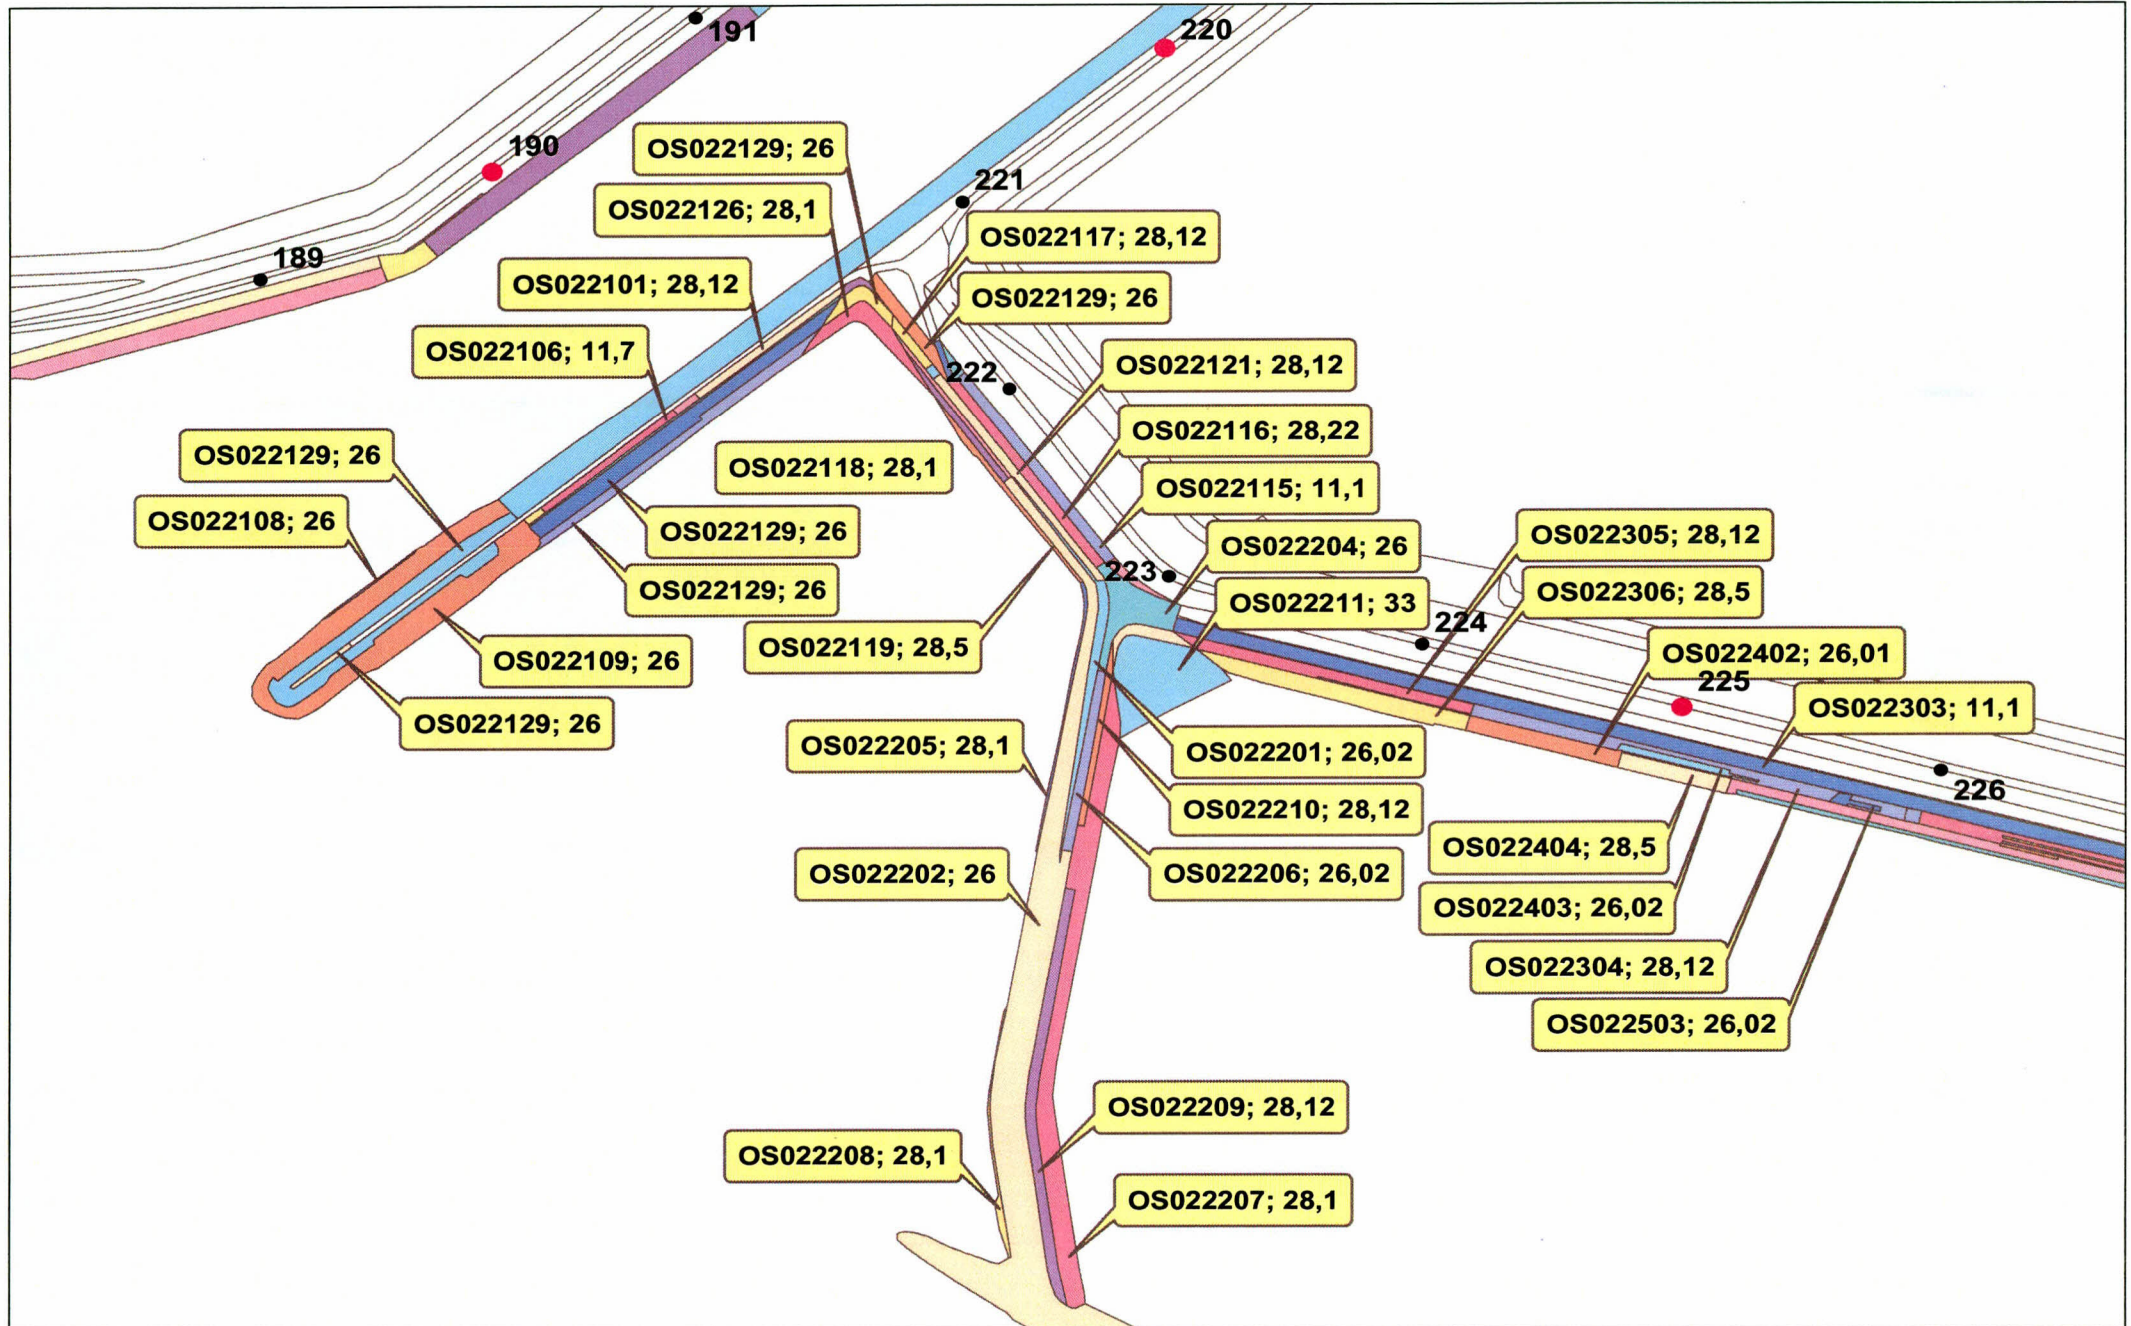 191
220
190
OS022129; 26
221
OS022126; 28,1
OS022117; 28,12
189
OS022101; 28,12
OS022129; 26
OS022106; 11,7
222
OS022121; 28,12
OS022116; 28,22
OS022129; 26
OS022118; 28,1
OS022115; 11,1
OS022108; 26
OS022129; 26
OS022204; 26
OS022305; 28,12
223
OS022129; 26
OS022211; 33
OS022306; 28,5
224
OS022119; 28,5
OS022109; 26
OS022402; 26,01
225
OS022303; 11,1
OS022129; 26
OS022205; 28,1
OS022201; 26,02
226
OS022210; 28,12
OS022404; 28,5
OS022202; 26
OS022206; 26,02
OS022403; 26,02
OS022304; 28,12
OS022503; 26,02
OS022209; 28,12
OS022208; 28,1
OS022207; 28,1